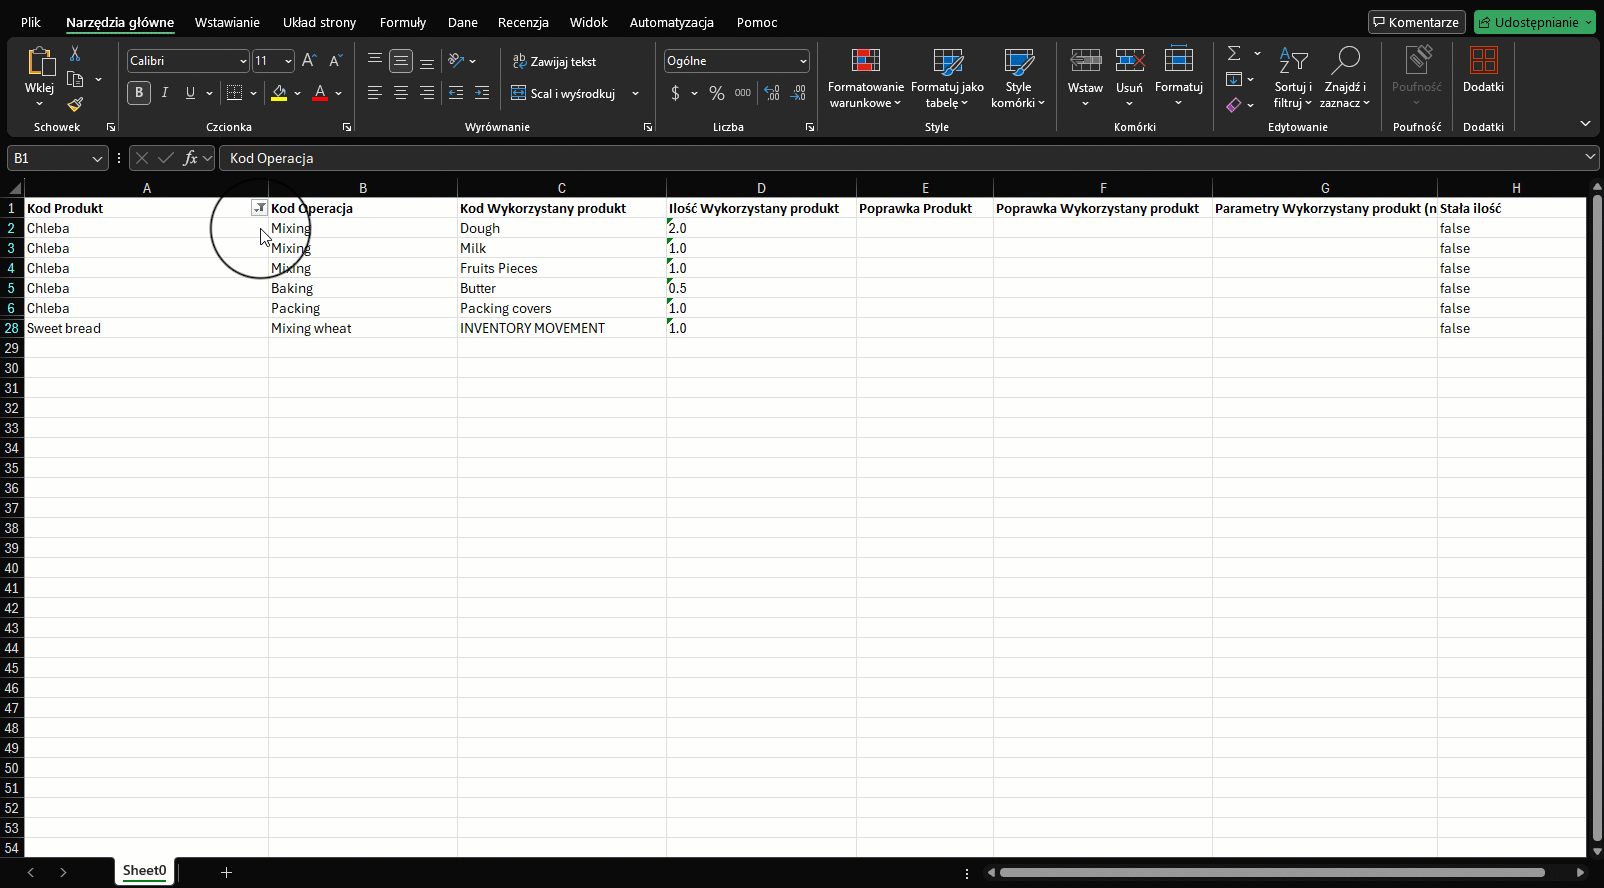 Plik Narzędzia główne Wstawianie Układ strony Formuły Dane Recenzja Widok Automatyzacja Pomoc Komentarze Udostępnianie
Wklej
Schowek
Calibri 11
B I U
Czcionka
Zawijaj tekst
Scal i wyśrodkuj
Wyrównanie
Ogólne
$ % 000
Liczba
Formatowanie warunkowe
Formatuj jako tabelę
Style komórki
Style
Wstaw Usuń Formatuj
Komórki
Sortuj i filtruj
Znajdź i zaznacz
Edytowanie
Poufność
Poufność
Dodatki
Dodatki
B1 fx Kod Operacja
A B C D E F G H
1 Kod Produkt Kod Operacja Kod Wykorzystany produkt Ilość Wykorzystany produkt Poprawka Produkt Poprawka Wykorzystany produkt Parametry Wykorzystany produkt (n Stała ilość
2 Chleba Mixing Dough 2.0 false
3 Chleba Mixing Milk 1.0 false
4 Chleba Mixing Fruits Pieces 1.0 false
5 Chleba Baking Butter 0.5 false
6 Chleba Packing Packing covers 1.0 false
28 Sweet bread Mixing wheat INVENTORY MOVEMENT 1.0 false
29
30
31
32
33
34
35
36
37
38
39
40
41
42
43
44
45
46
47
48
49
50
51
52
53
54
Sheet0